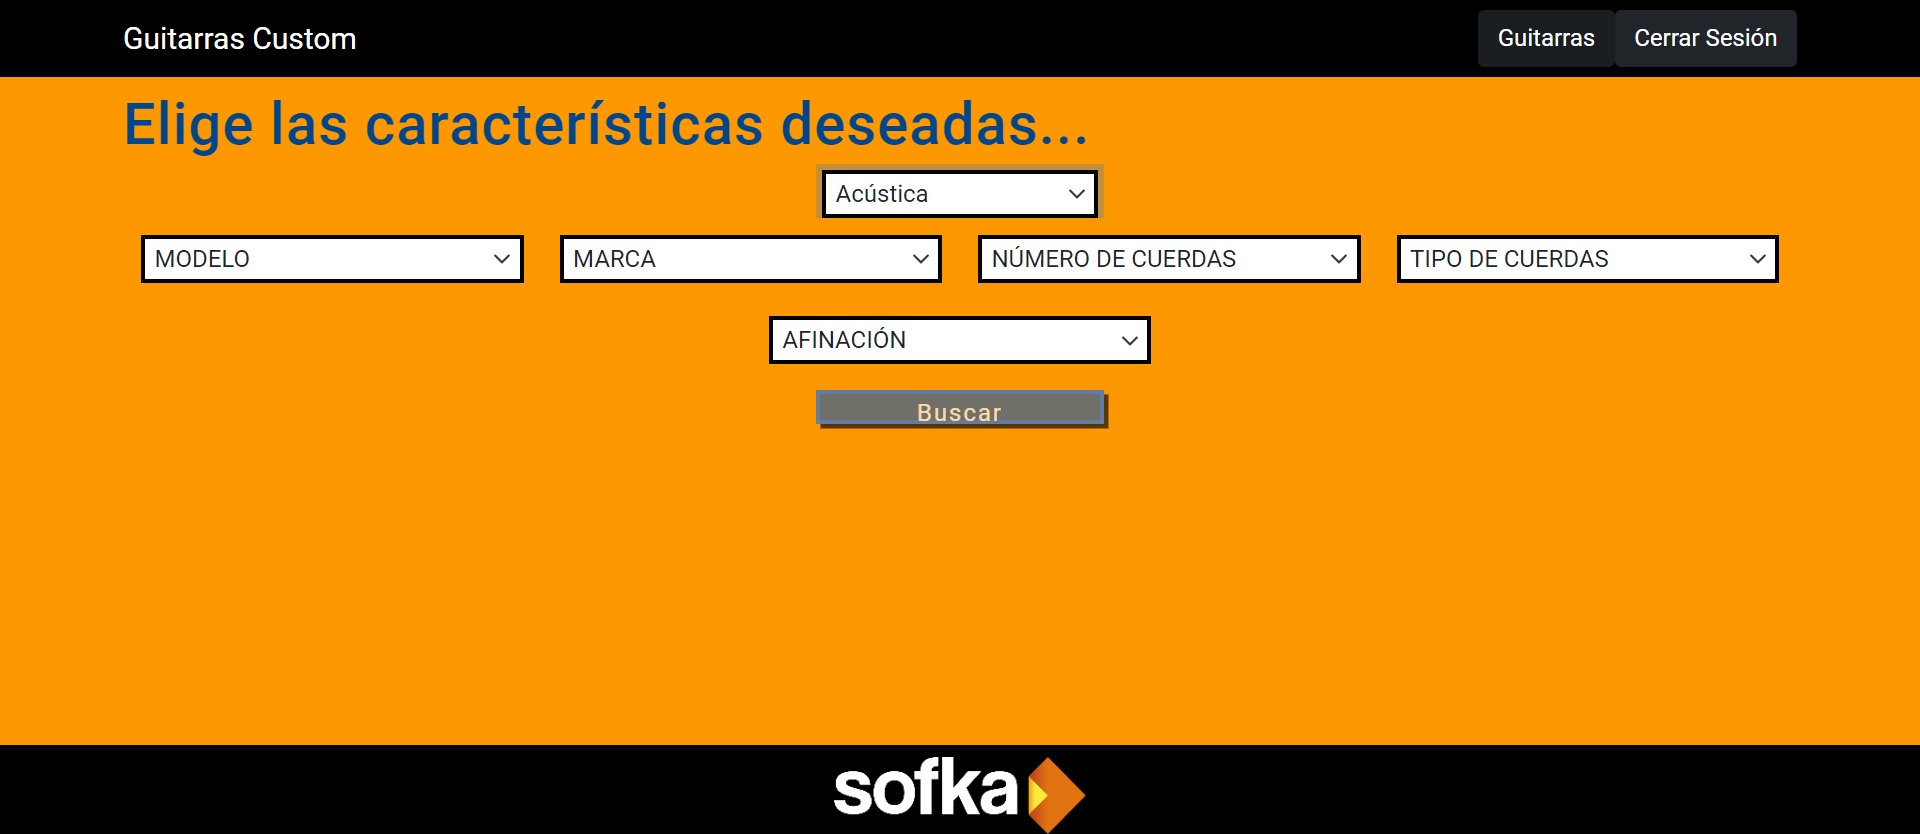 Guitarras Custom
Guitarras
Cerrar Sesión
Elige las características deseadas...
Acústica
MODELO
MARCA
NÚMERO DE CUERDAS
TIPO DE CUERDAS
AFINACIÓN
Buscar
sofka